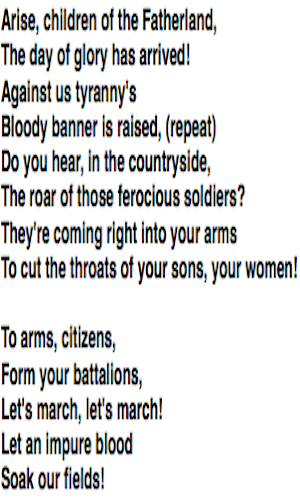 Arise, children of the Fatherland,
The day of glory has arrived!
Against us tyranny's
Bloody banner is raised, (repeat)
Do you hear, in the countryside,
The roar of those ferocious soldiers?
They're coming right into your arms
To cut the throats of your sons, your women!

To arms, citizens,
Form your battalions,
Let's march, let's march!
Let an impure blood
Soak our fields!